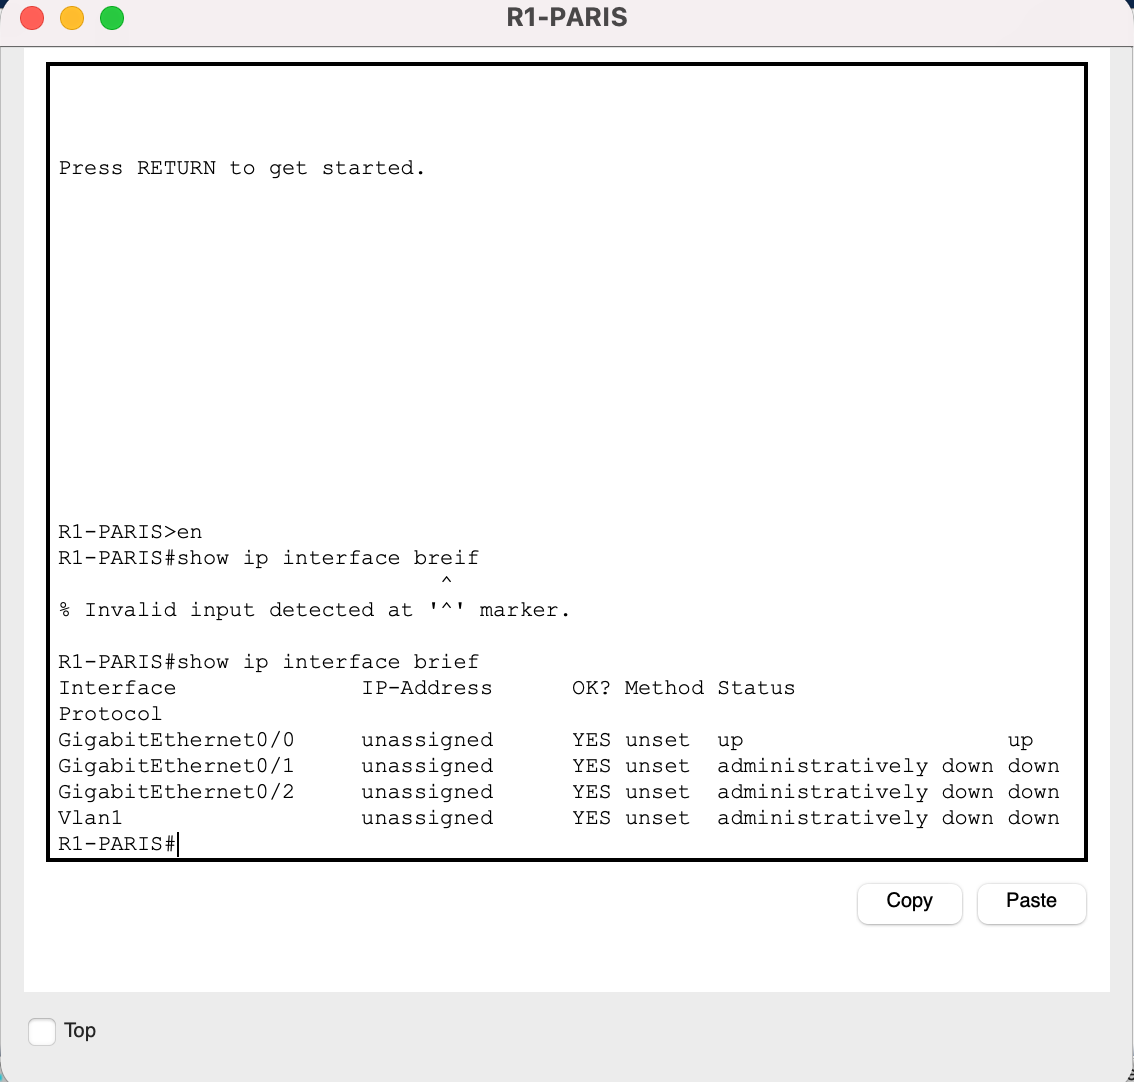 R1-PARIS
Press RETURN to get started.
R1-PARIS>en
R1-PARIS#show ip interface breif
^
% Invalid input detected at '^' marker.
R1-PARIS#show ip interface brief
Interface IP-Address OK? Method Status
Protocol
GigabitEthernet0/0 unassigned YES unset up up
GigabitEthernet0/1 unassigned YES unset administratively down down
GigabitEthernet0/2 unassigned YES unset administratively down down
Vlan1 unassigned YES unset administratively down down
R1-PARIS#
Copy Paste
Top